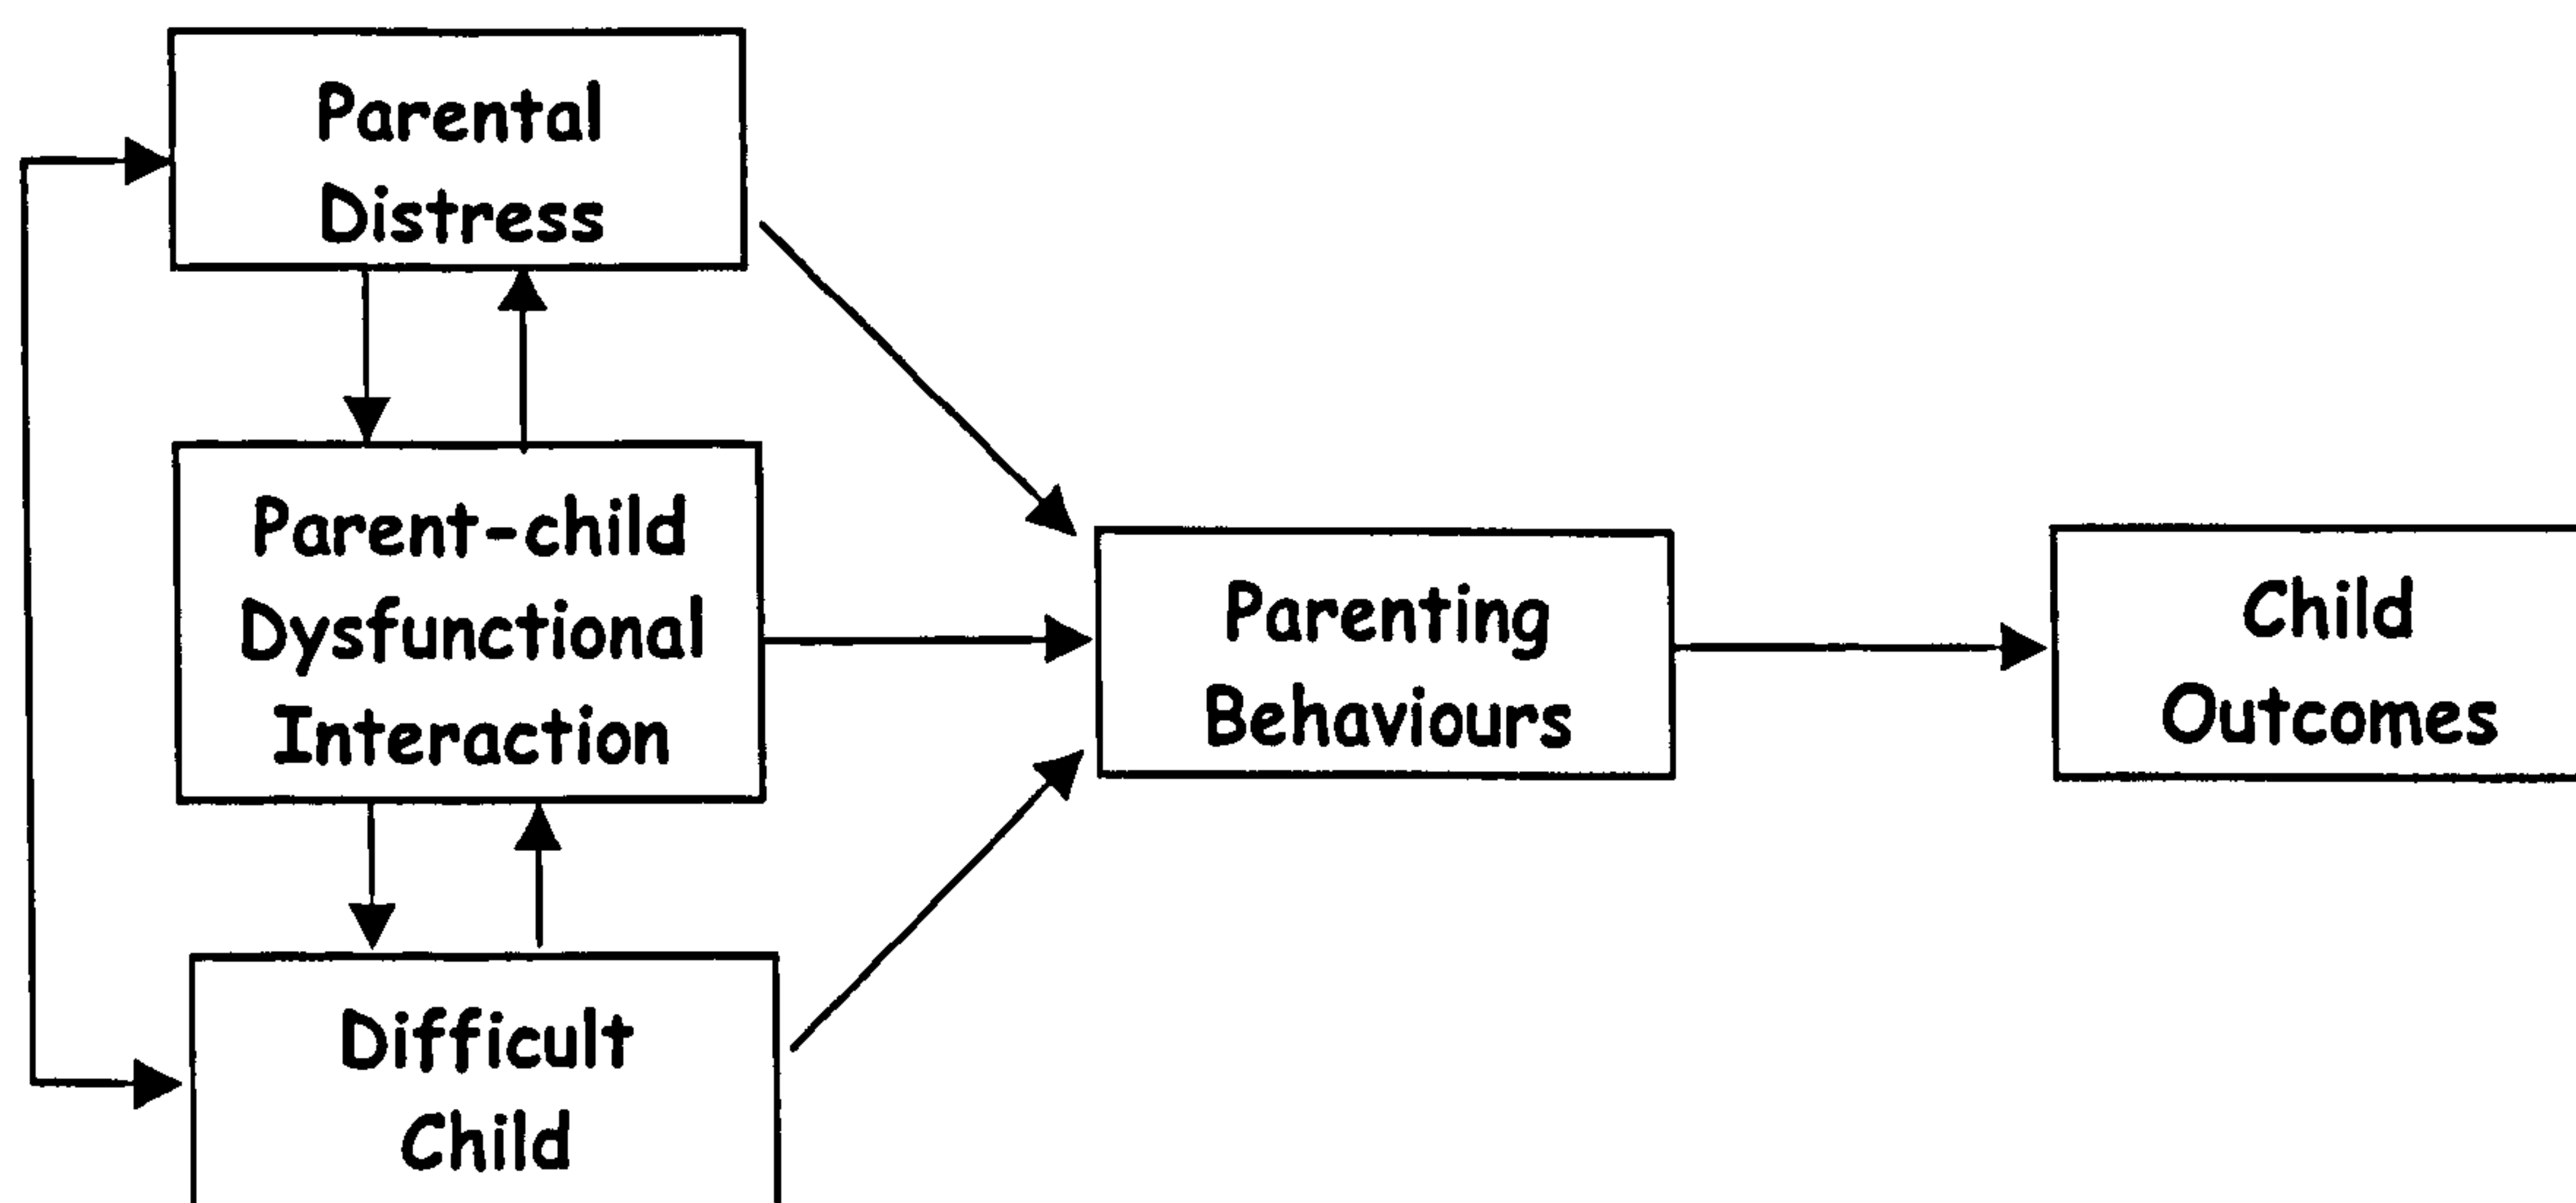 Parental
Distress
Parent-child
Dysfunctional
Interaction
Parenting
Behaviours
Child
Outcomes
Difficult
Child